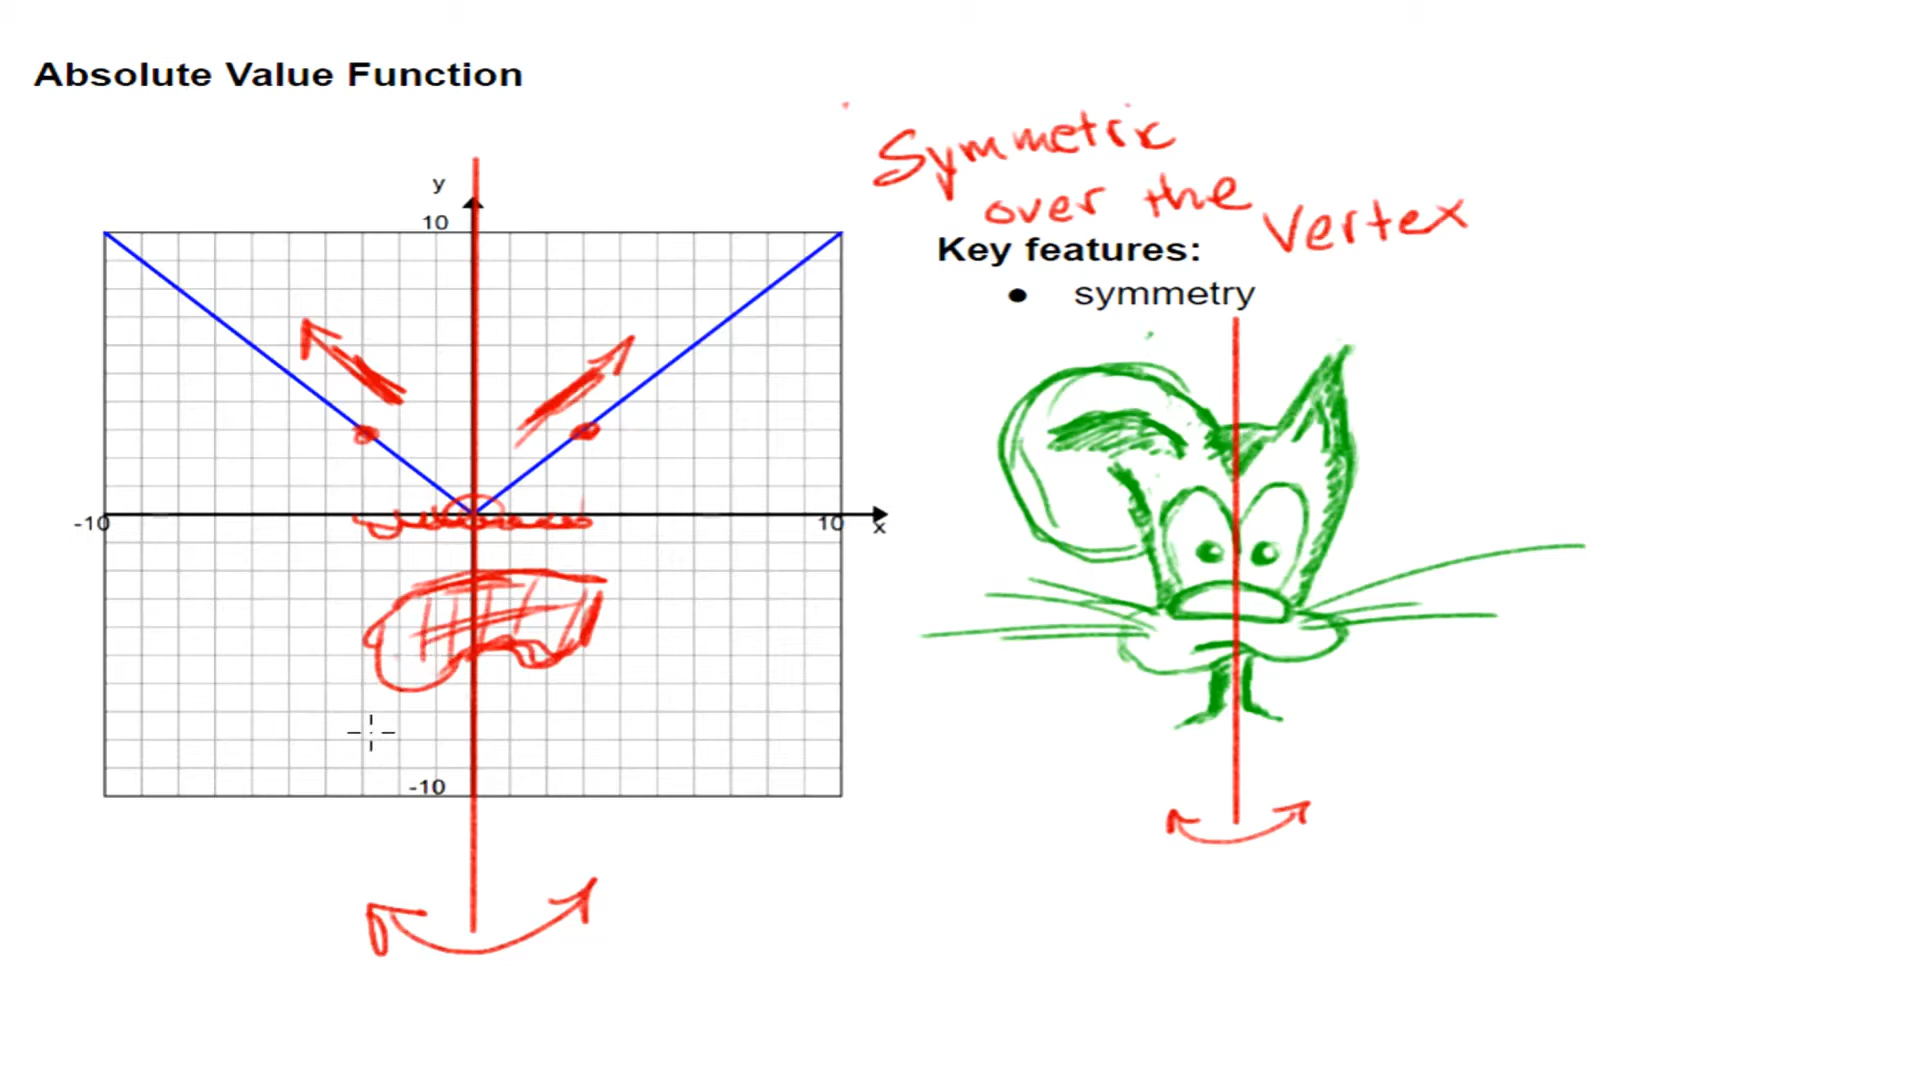 Absolute Value Function
Symmetric
over the Vertex
Key features:
● symmetry
y
10
-10
10
x
-10